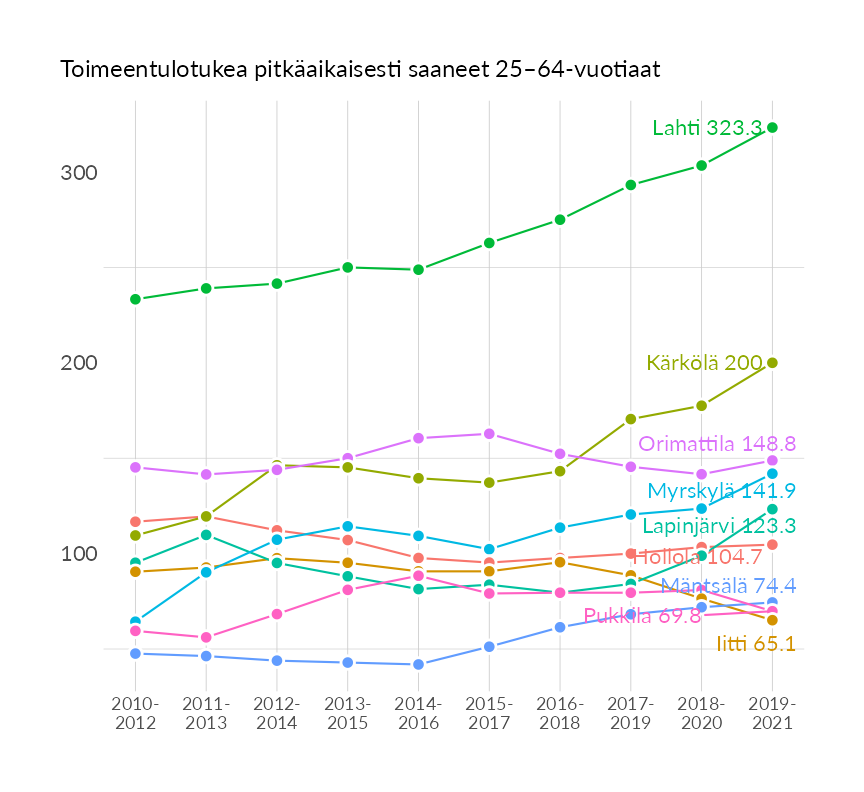 Toimeentulotukea pitkäaikaisesti saaneet 25–64-vuotiaat
Lahti 323.3
300
200
Kärkölä 200
Orimattila 148.8
Myrskylä 141.9
Lapinjärvi 123.3
100
Hollola 104.7
Mäntsälä 74.4
Pukkila 69.8
Iitti 65.1
2010-2012 2011-2013 2012-2014 2013-2015 2014-2016 2015-2017 2016-2018 2017-2019 2018-2020 2019-2021